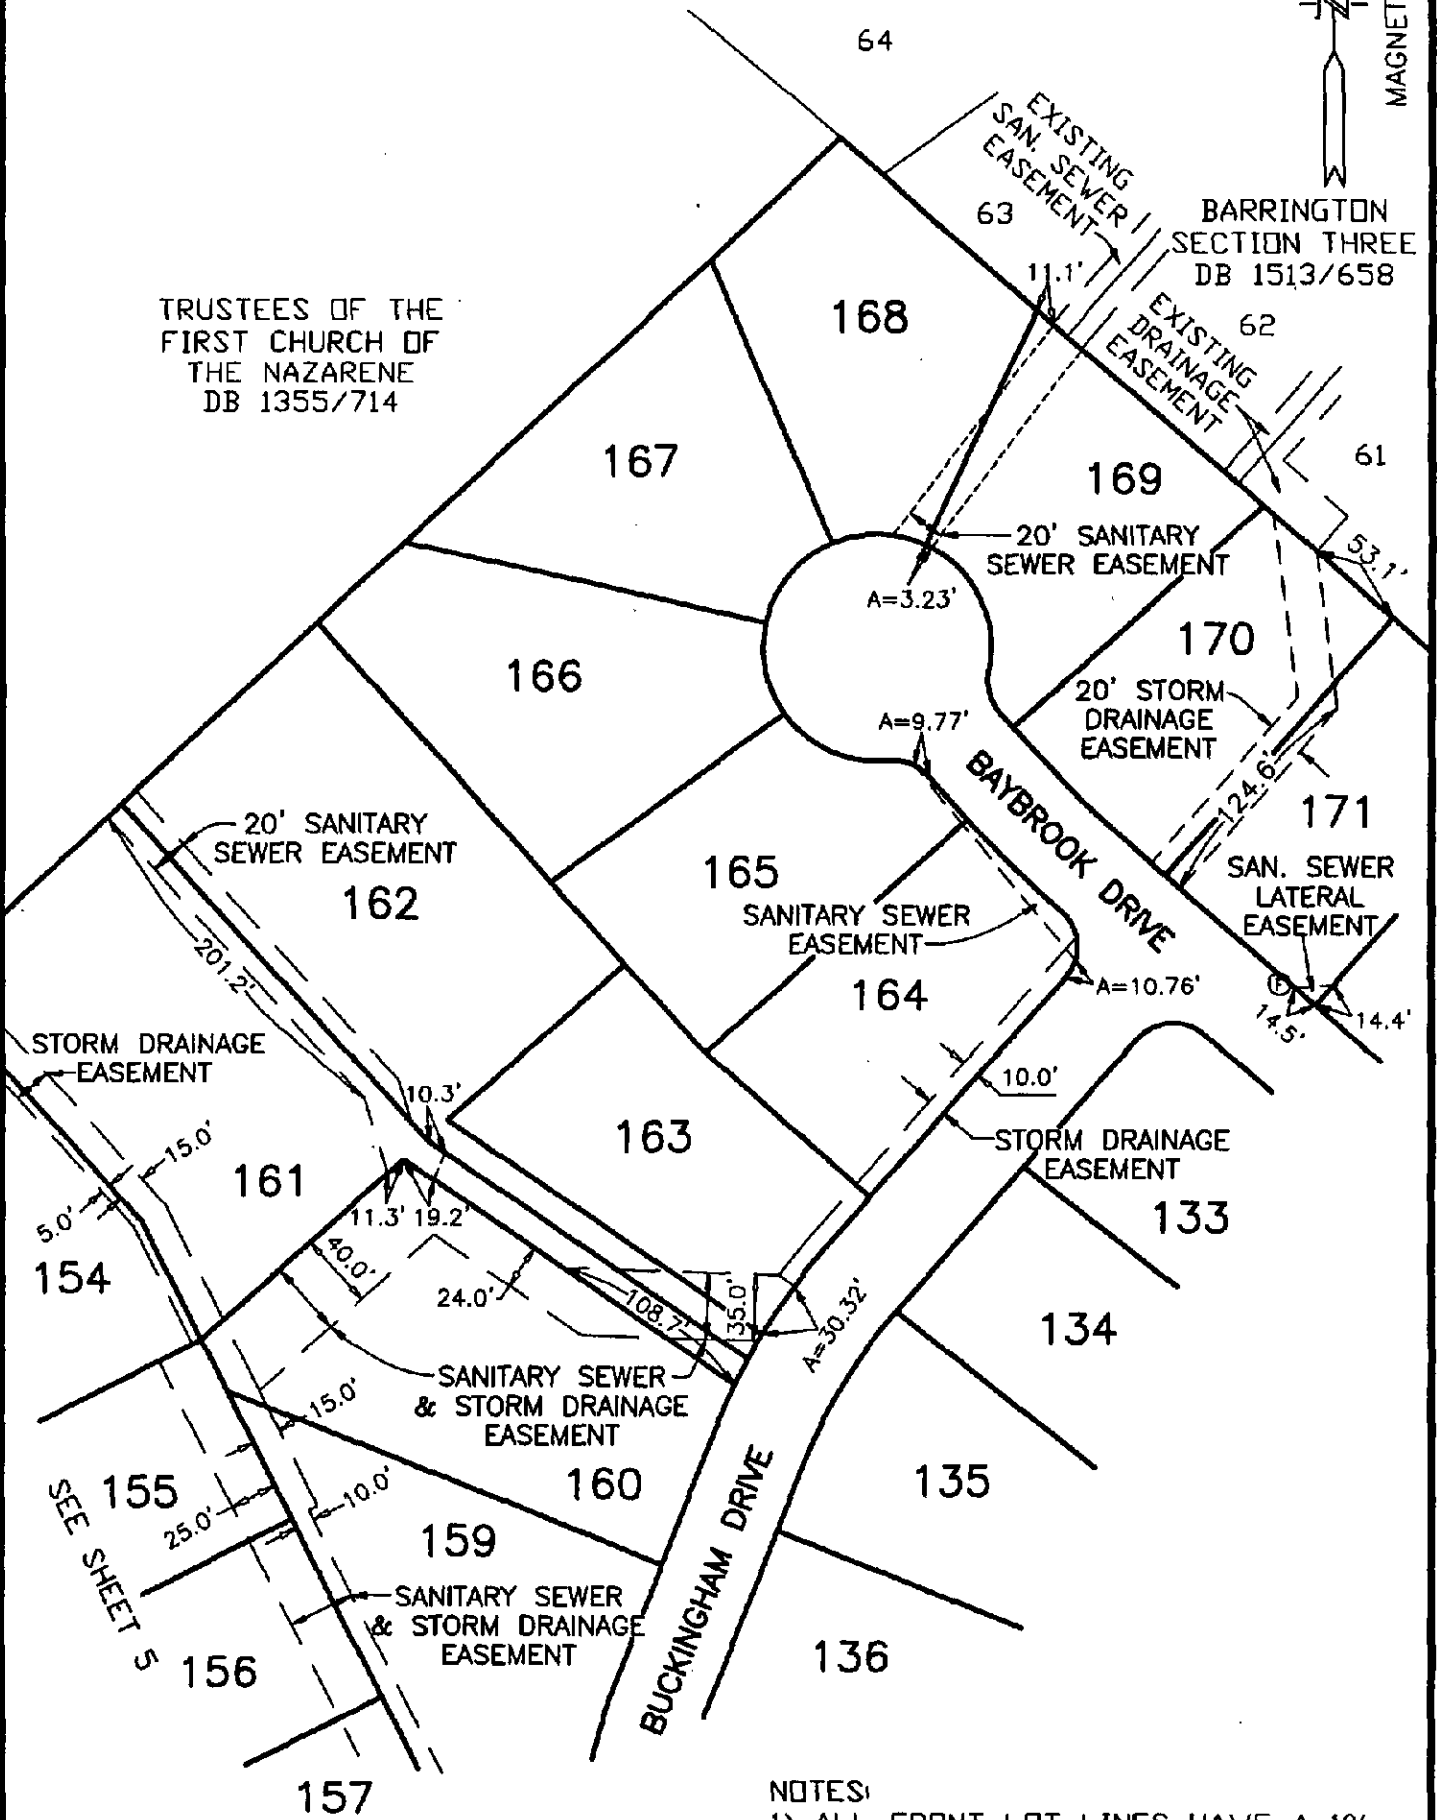 64
MAGNET
EXISTING
SAN. SEWER
EASEMENT
63
BARRINGTON
SECTION THREE
DB 1513/658
11.1'
TRUSTEES OF THE
FIRST CHURCH OF
THE NAZARENE
DB 1355/714
168
EXISTING
DRAINAGE
EASEMENT
62
61
167
169
20' SANITARY
SEWER EASEMENT
53.1'
A=3.23'
170
166
20' STORM
DRAINAGE
EASEMENT
A=9.77'
BAYBROOK DRIVE
124.6'
171
20' SANITARY
SEWER EASEMENT
162
165
SAN. SEWER
LATERAL
EASEMENT
SANITARY SEWER
EASEMENT
201.2'
164
A=10.76'
F
14.5'
14.4'
STORM DRAINAGE
EASEMENT
10.3'
10.0'
15.0'
163
STORM DRAINAGE
EASEMENT
161
5.0'
11.3' 19.2'
133
154
40.0'
24.0'
108.7'
35.0'
A=30.32'
134
SANITARY SEWER
& STORM DRAINAGE
EASEMENT
15.0'
155
160
135
SEE SHEET 5
25.0'
10.0'
159
SANITARY SEWER
& STORM DRAINAGE
EASEMENT
BUCKINGHAM DRIVE
156
136
157
NOTES:
1) ALL FRONT LOT LINES HAVE A 10'